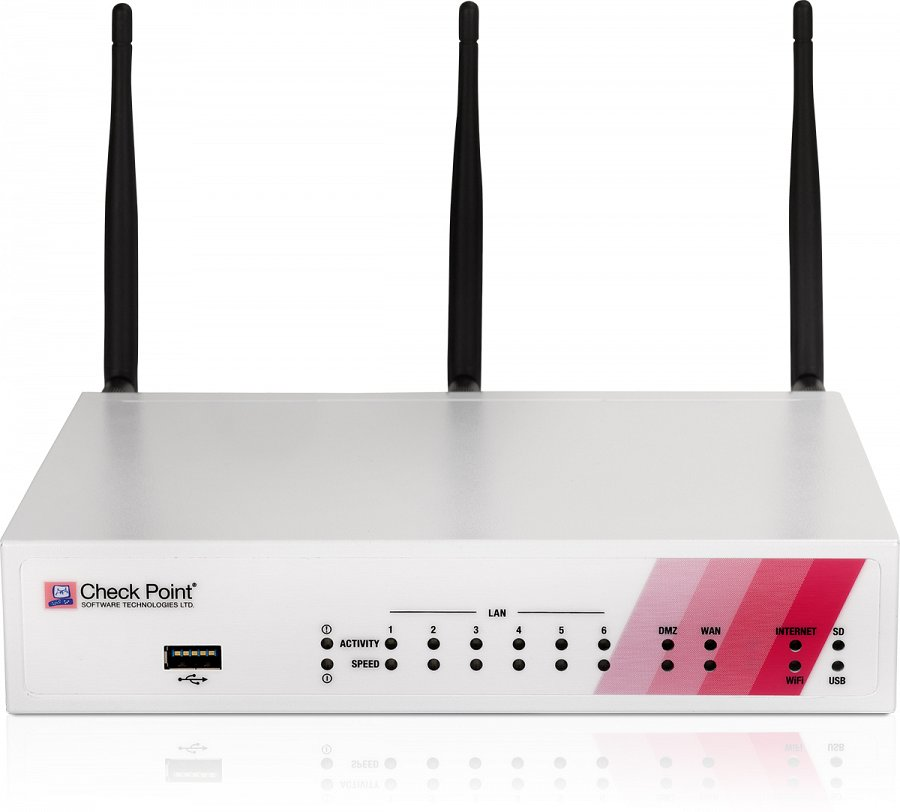 Check Point®
SOFTWARE TECHNOLOGIES LTD.
LAN
1 2 3 4 5 6 DMZ WAN INTERNET SD
ACTIVITY
SPEED
WiFi USB